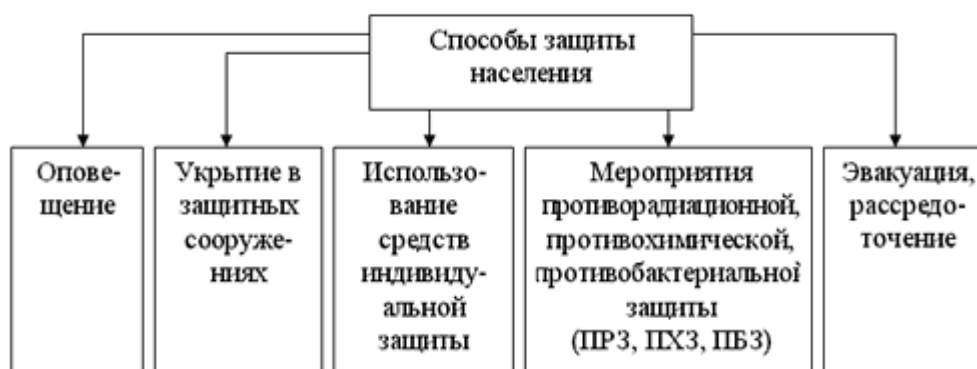 Способы защиты
населения
Опове-
щение
Укрытие в
защитных
сооруже-
ниях
Использо-
вание
средств
индивиду-
альной
защиты
Мероприятия
противорадиационной,
противохимической,
противобактериальной
защиты
(ПРЗ, ПХЗ, ПБЗ)
Эвакуация,
рассредо-
точение